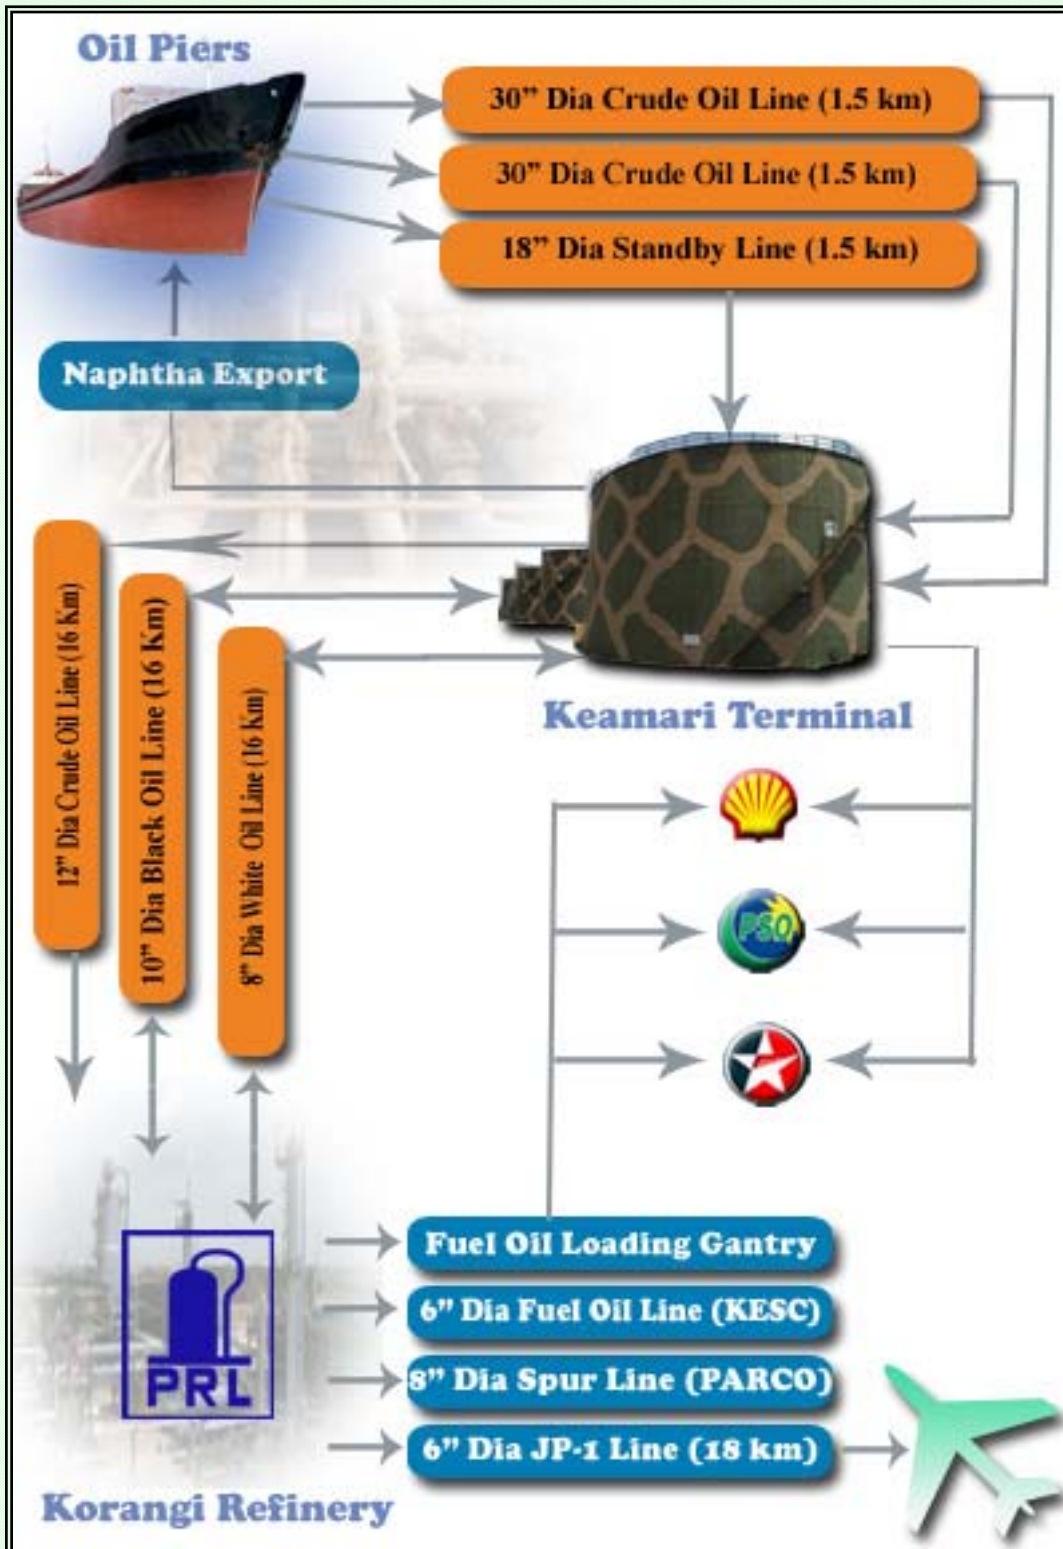 Oil Piers
30” Dia Crude Oil Line (1.5 km)
30” Dia Crude Oil Line (1.5 km)
18” Dia Standby Line (1.5 km)
Naphtha Export
12” Dia Crude Oil Line (16 Km)
10” Dia Black Oil Line (16 Km)
8” Dia White Oil Line (16 Km)
Keamari Terminal
PSO
Fuel Oil Loading Gantry
6” Dia Fuel Oil Line (KESC)
8” Dia Spur Line (PARCO)
6” Dia JP-1 Line (18 km)
PRL
Korangi Refinery